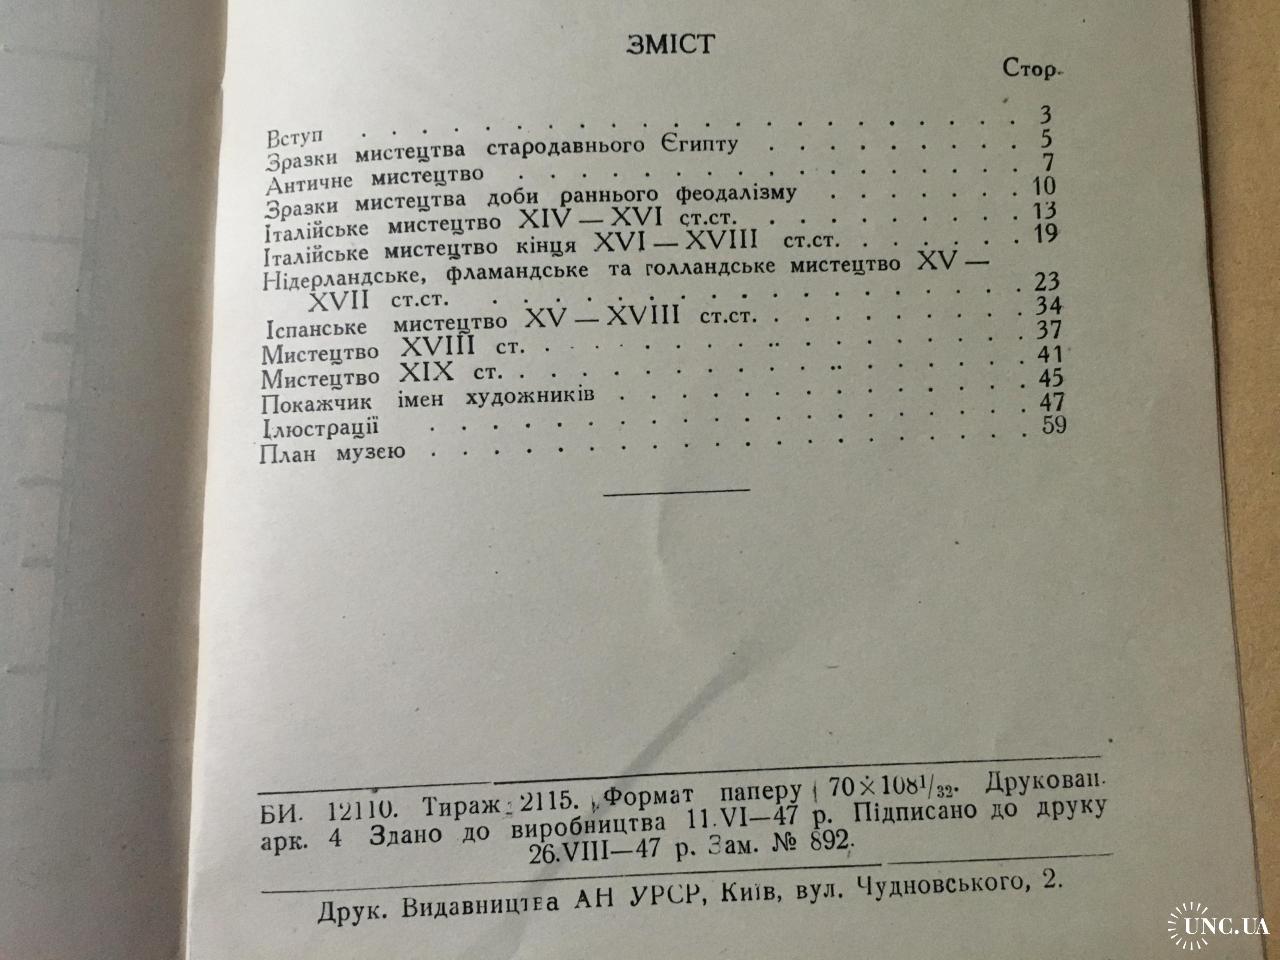 ЗМІСТ
Стор.
Вступ . . . . . . . . . . . . . . . . . 3
Зразки мистецтва стародавнього Єгипту . . . . . . . . . 5
Античне мистецтво . . . . . . . . . . . . . . 7
Зразки мистецтва доби раннього феодалізму . . . . . . . . 10
Італійське мистецтво XIV — XVI ст.ст. . . . . . . . . 13
Італійське мистецтво кінця XVI — XVIII ст.ст. . . . . . . 19
Нідерландське, фламандське та голландське мистецтво XV —
XVII ст.ст. . . . . . . . . . . . . . . 23
Іспанське мистецтво XV — XVIII ст.ст. . . . . . . . . 34
Мистецтво XVIII ст. . . . . . . . . . . . . 37
Мистецтво XIX ст. . . . . . . . . . . . . . 41
Покажчик імен художників . . . . . . . . . . . 45
Ілюстрації . . . . . . . . . . . . . . . 47
План музею . . . . . . . . . . . . . . . 59
БИ. 12110. Тираж 2115. Формат паперу 70×108¹/₃₂. Друкован.
арк. 4 Здано до виробництва 11.VI—47 р. Підписано до друку
26.VIII—47 р. Зам. № 892.
Друк. Видавництва АН УРСР, Київ, вул. Чудновського, 2.
UNC.UA